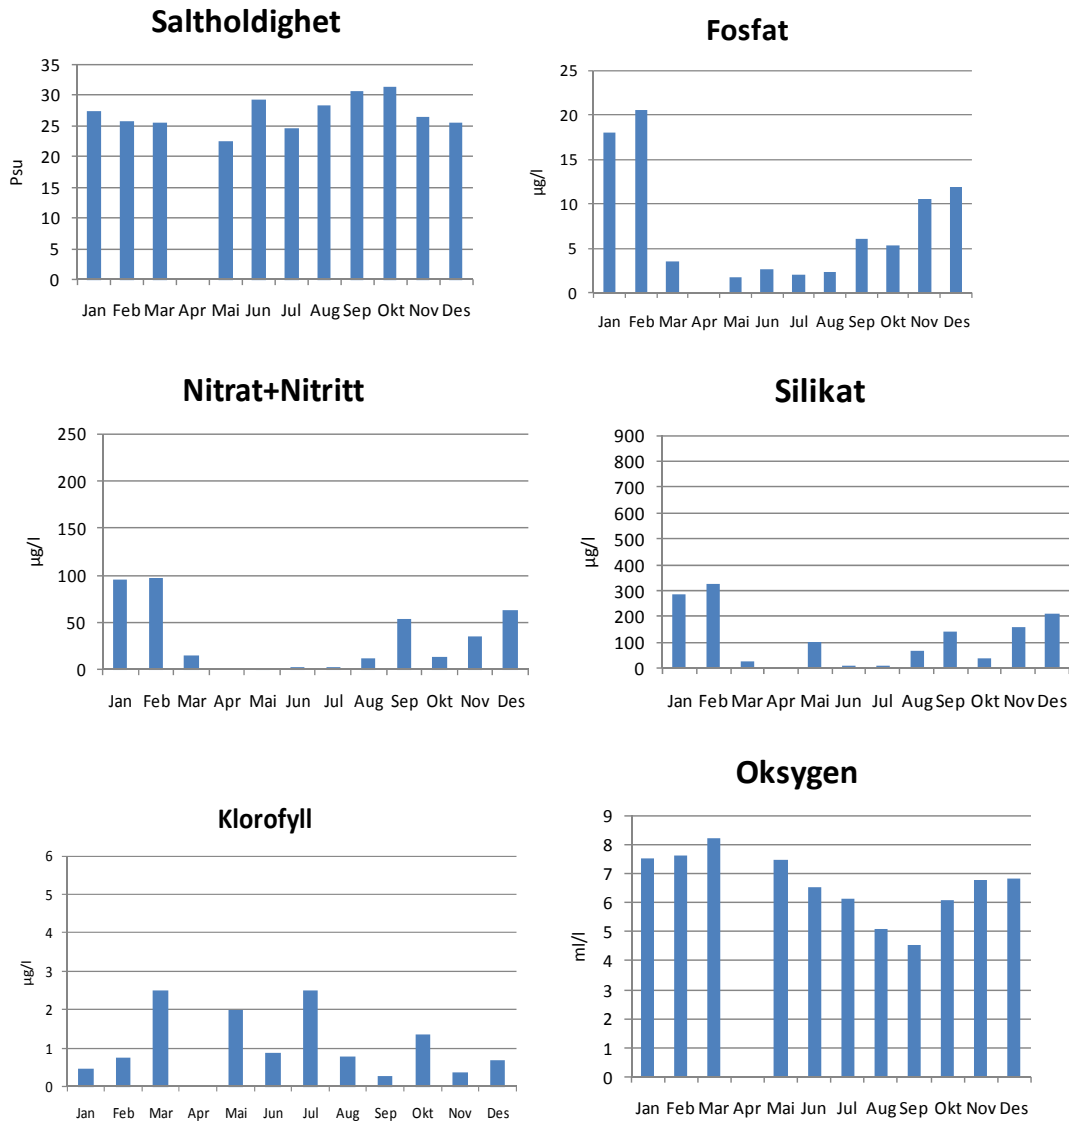 Saltholdighet
35
30
25
20
15
10
5
0
Psu
Jan Feb Mar Apr Mai Jun Jul Aug Sep Okt Nov Des
Fosfat
25
20
15
10
5
0
µg/l
Jan Feb Mar Apr Mai Jun Jul Aug Sep Okt Nov Des
Nitrat+Nitritt
250
200
150
100
50
0
µg/l
Jan Feb Mar Apr Mai Jun Jul Aug Sep Okt Nov Des
Silikat
900
800
700
600
500
400
300
200
100
0
µg/l
Jan Feb Mar Apr Mai Jun Jul Aug Sep Okt Nov Des
Klorofyll
6
5
4
3
2
1
0
µg/l
Jan Feb Mar Apr Mai Jun Jul Aug Sep Okt Nov Des
Oksygen
9
8
7
6
5
4
3
2
1
0
ml/l
Jan Feb Mar Apr Mai Jun Jul Aug Sep Okt Nov Des